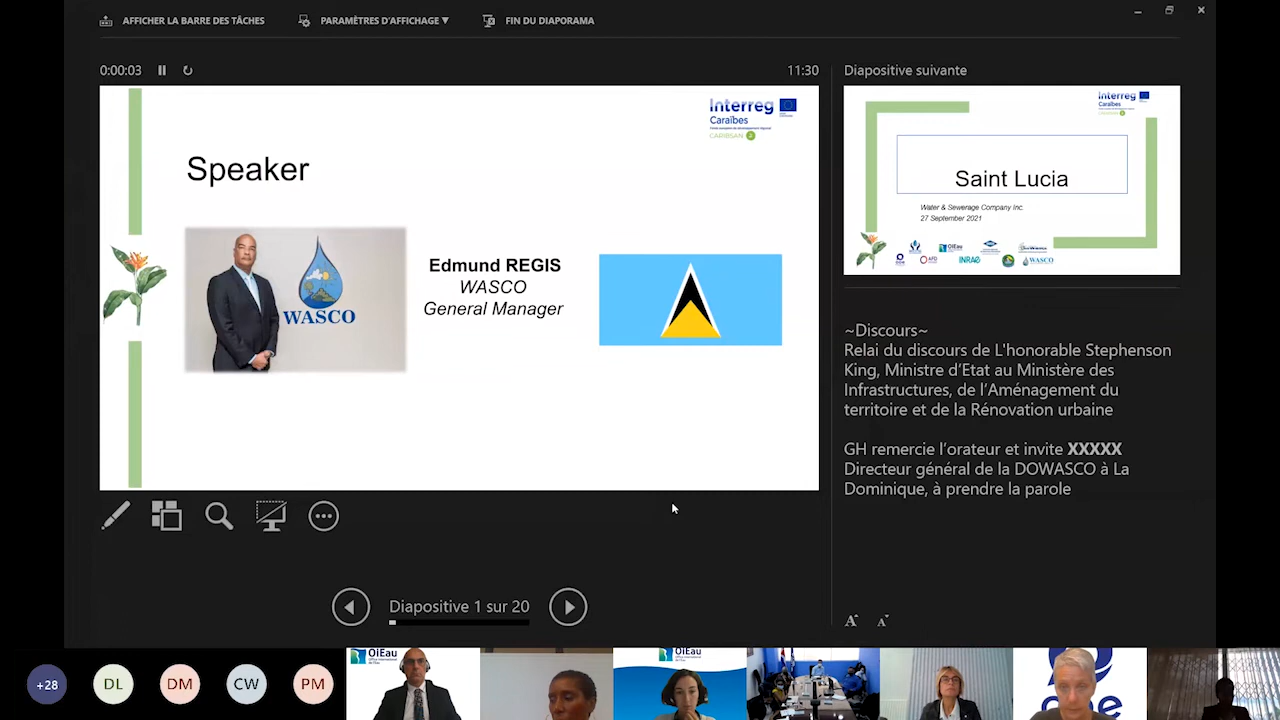 AFFICHER LA BARRE DES TÂCHES
PARAMÈTRES D'AFFICHAGE ▼
FIN DU DIAPORAMA
0:00:03
11:30
Diapositive suivante
Interreg
Caraïbes
CARIBSAN
Speaker
WASCO
Edmund REGIS
WASCO
General Manager
Interreg
Caraïbes
Saint Lucia
Water & Sewerage Company Inc.
27 September 2021
OiEau
AFD
INRAE
WASCO
~Discours~
Relai du discours de L'honorable Stephenson
King, Ministre d'Etat au Ministère des
Infrastructures, de l'Aménagement du
territoire et de la Rénovation urbaine
GH remercie l'orateur et invite XXXXX
Directeur général de la DOWASCO à La
Dominique, à prendre la parole
Diapositive 1 sur 20
A A
+28
DL
DM
CW
PM
OiEau
OiEau